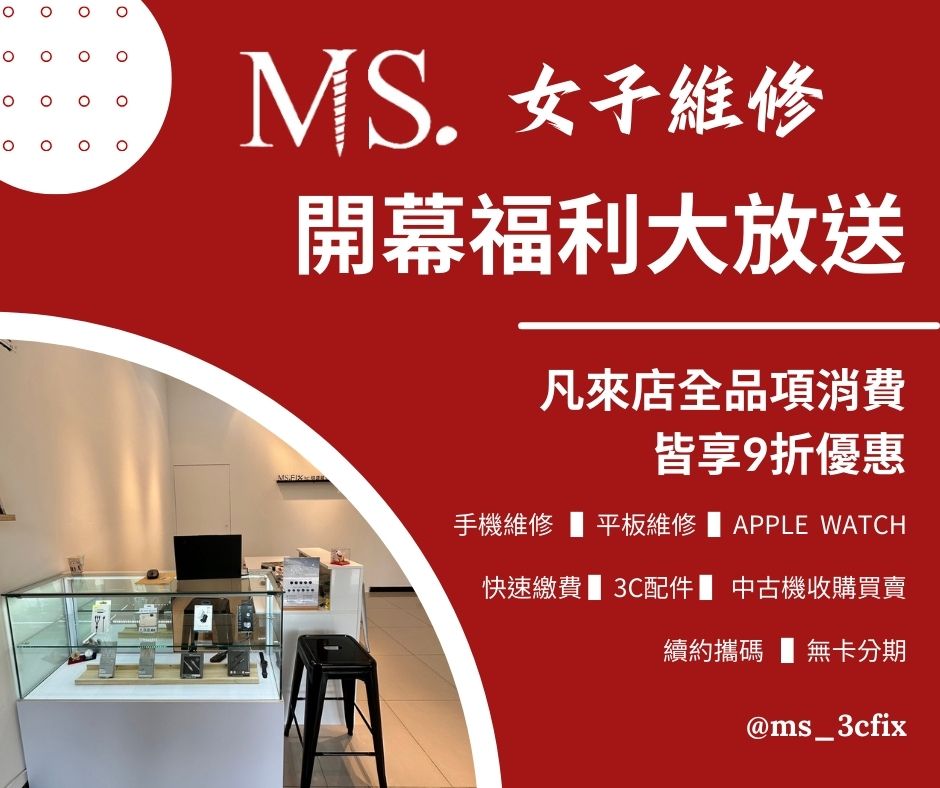 MS. 女子維修
開幕福利大放送
凡來店全品項消費
皆享9折優惠
手機維修 ▋平板維修 ▋ APPLE WATCH
快速繳費 ▋ 3C配件 ▋ 中古機收購買賣
續約攜碼 ▋無卡分期
@ms_3cfix